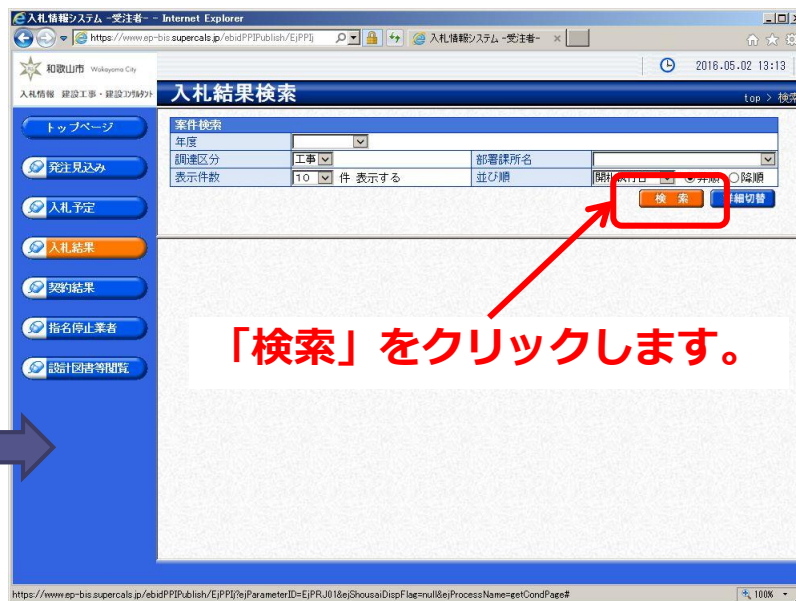 入札情報システム -受注者- - Internet Explorer
https://www.ep-bis.supercals.jp/ebidPPIPublish/EjPPIj
入札情報システム -受注者-
和歌山市 Wakayama City
2016.05.02 13:13
入札情報 建設工事・建設コンサルタント
入札結果検索
top > 検索
トップページ
発注見込み
入札予定
入札結果
契約結果
指名停止業者
設計図書等閲覧
案件検索
年度
調達区分 工事 部署課所名
表示件数 10 件 表示する 並び順 開札執行日 昇順 降順
検 索 詳細切替
「検索」をクリックします。
https://www.ep-bis.supercals.jp/ebidPPIPublish/EjPPIj?ejParameterID=EjPRJ01&ejShousaiDispFlag=null&ejProcessName=getCondPage#
100%